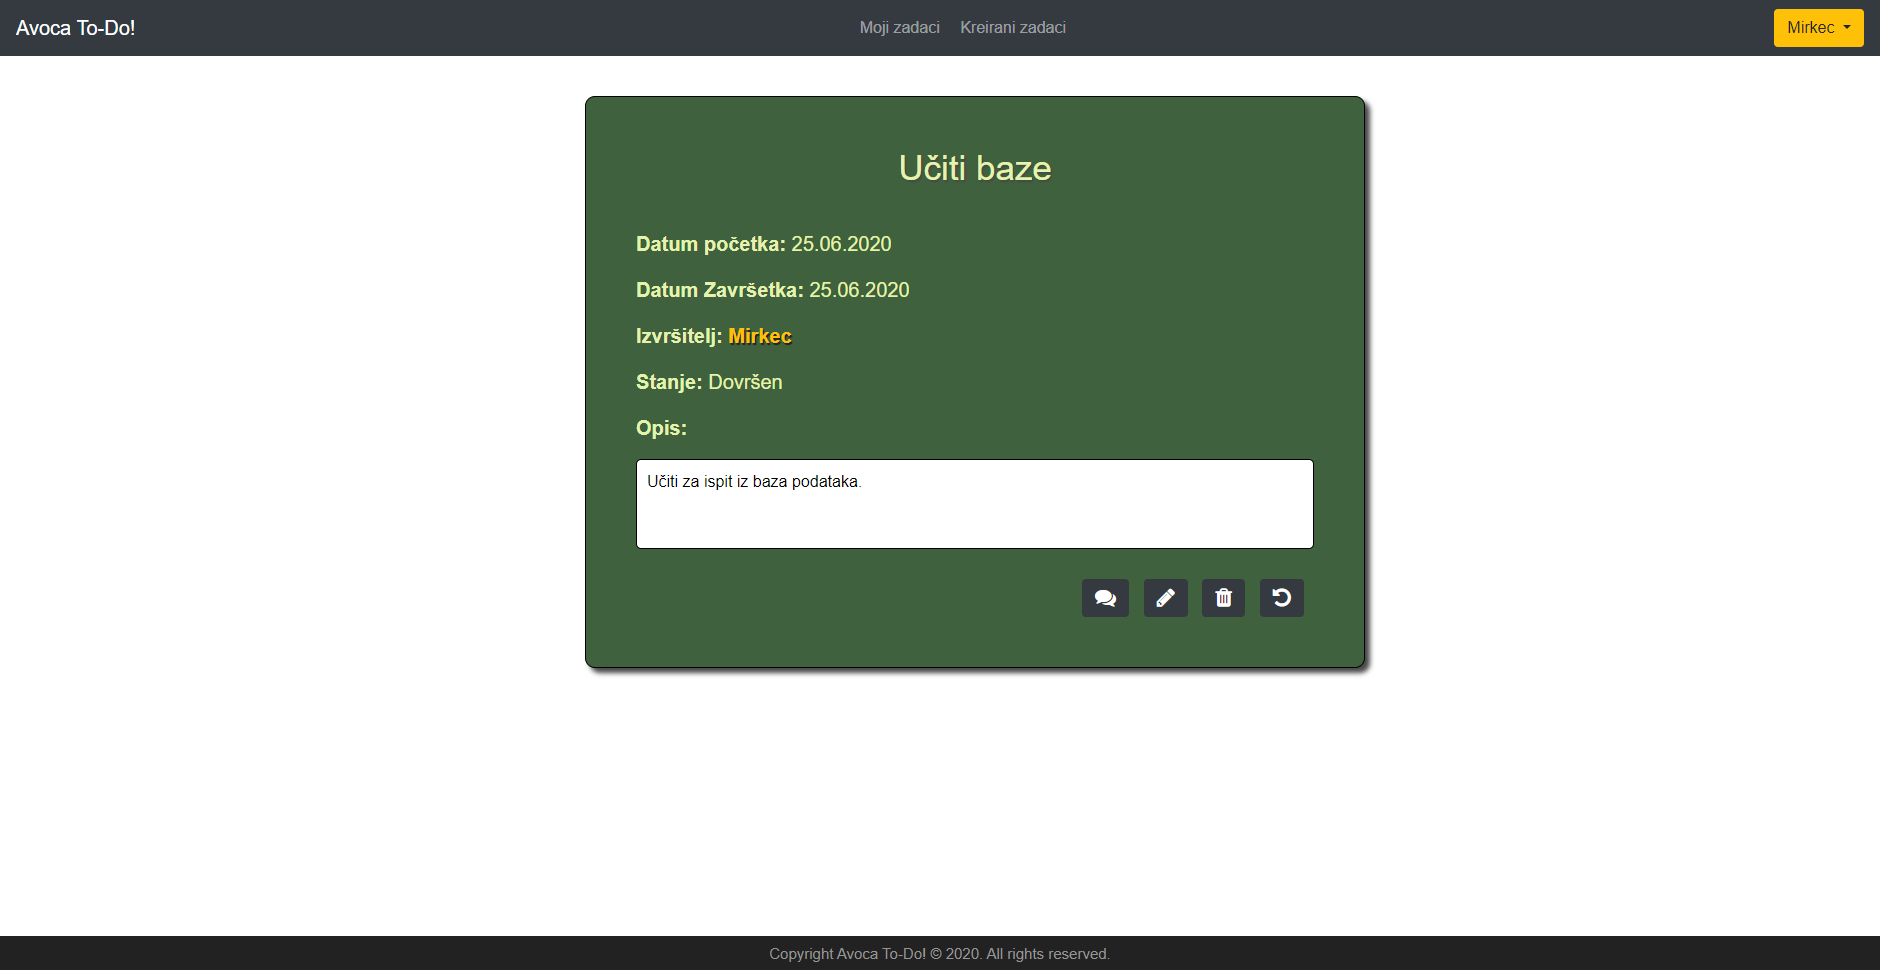 Avoca To-Do!
Moji zadaci
Kreirani zadaci
Mirkec
Učiti baze
Datum početka: 25.06.2020
Datum Završetka: 25.06.2020
Izvršitelj: Mirkec
Stanje: Dovršen
Opis:
Učiti za ispit iz baza podataka.
Copyright Avoca To-Do! © 2020. All rights reserved.